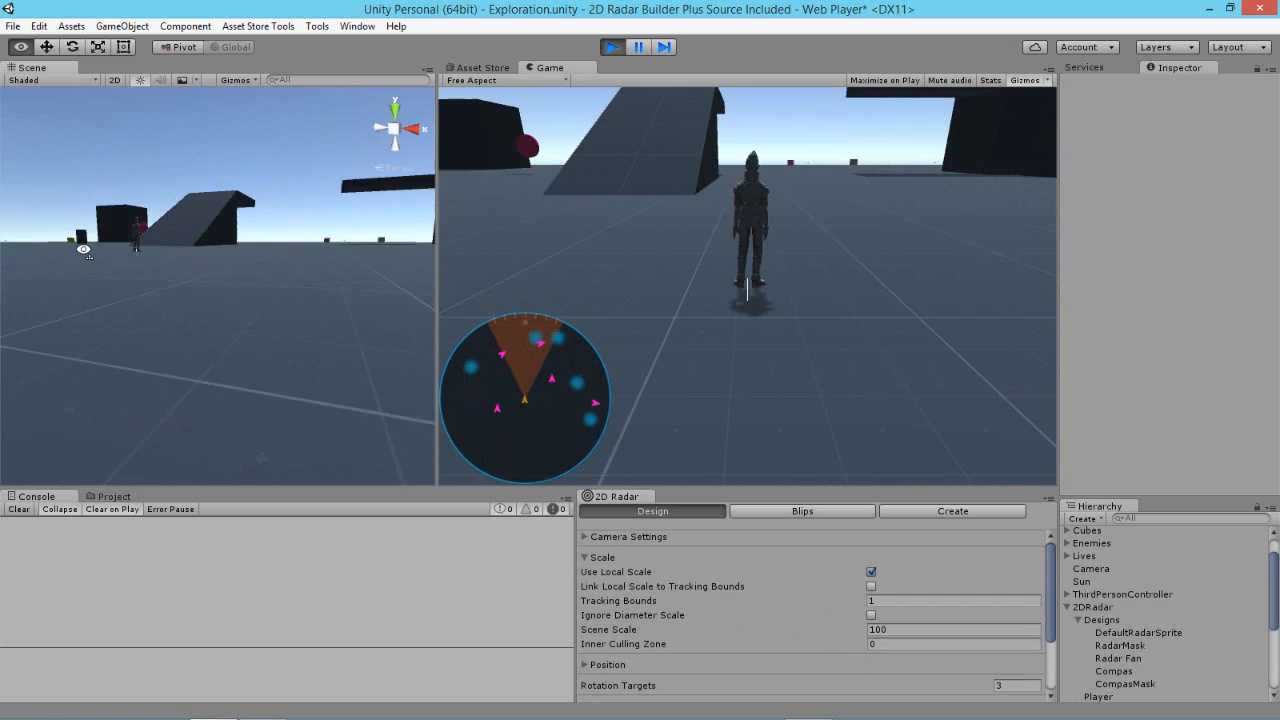 Unity Personal (64bit) - Exploration.unity - 2D Radar Builder Plus Source Included - Web Player* <DX11>
File Edit Assets GameObject Component Asset Store Tools Tools Window Help
Pivot Global Account Layers Layout
Scene Asset Store Game Services Inspector
Shaded 2D Gizmos All Free Aspect Maximize on Play Mute audio Stats Gizmos
y
x
N
Console Project 2D Radar Hierarchy
Clear Collapse Clear on Play Error Pause 0 0 0 Design Blips Create Create All
Cubes
Camera Settings
Enemies
Scale
Lives
Use Local Scale
Camera
Link Local Scale to Tracking Bounds
Sun
Tracking Bounds 1
ThirdPersonController
2DRadar
Ignore Diameter Scale
Designs
Scene Scale 100
DefaultRadarSprite
Inner Culling Zone 0
RadarMask
Radar Fan
Position
Compas
Rotation Targets 3
CompasMask
Player